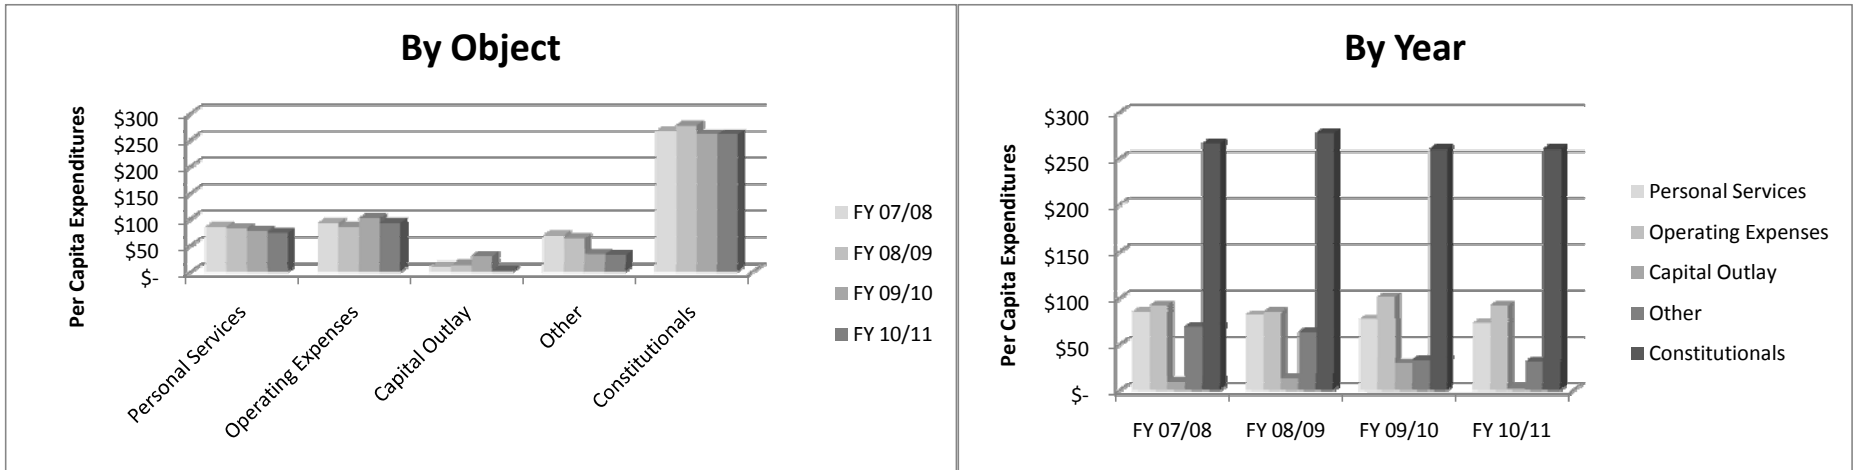 By Object
Per Capita Expenditures
$300
$250
$200
$150
$100
$50
$-
Personal Services
Operating Expenses
Capital Outlay
Other
Constitutionals
FY 07/08
FY 08/09
FY 09/10
FY 10/11
By Year
Per Capita Expenditures
$300
$250
$200
$150
$100
$50
$-
FY 07/08
FY 08/09
FY 09/10
FY 10/11
Personal Services
Operating Expenses
Capital Outlay
Other
Constitutionals